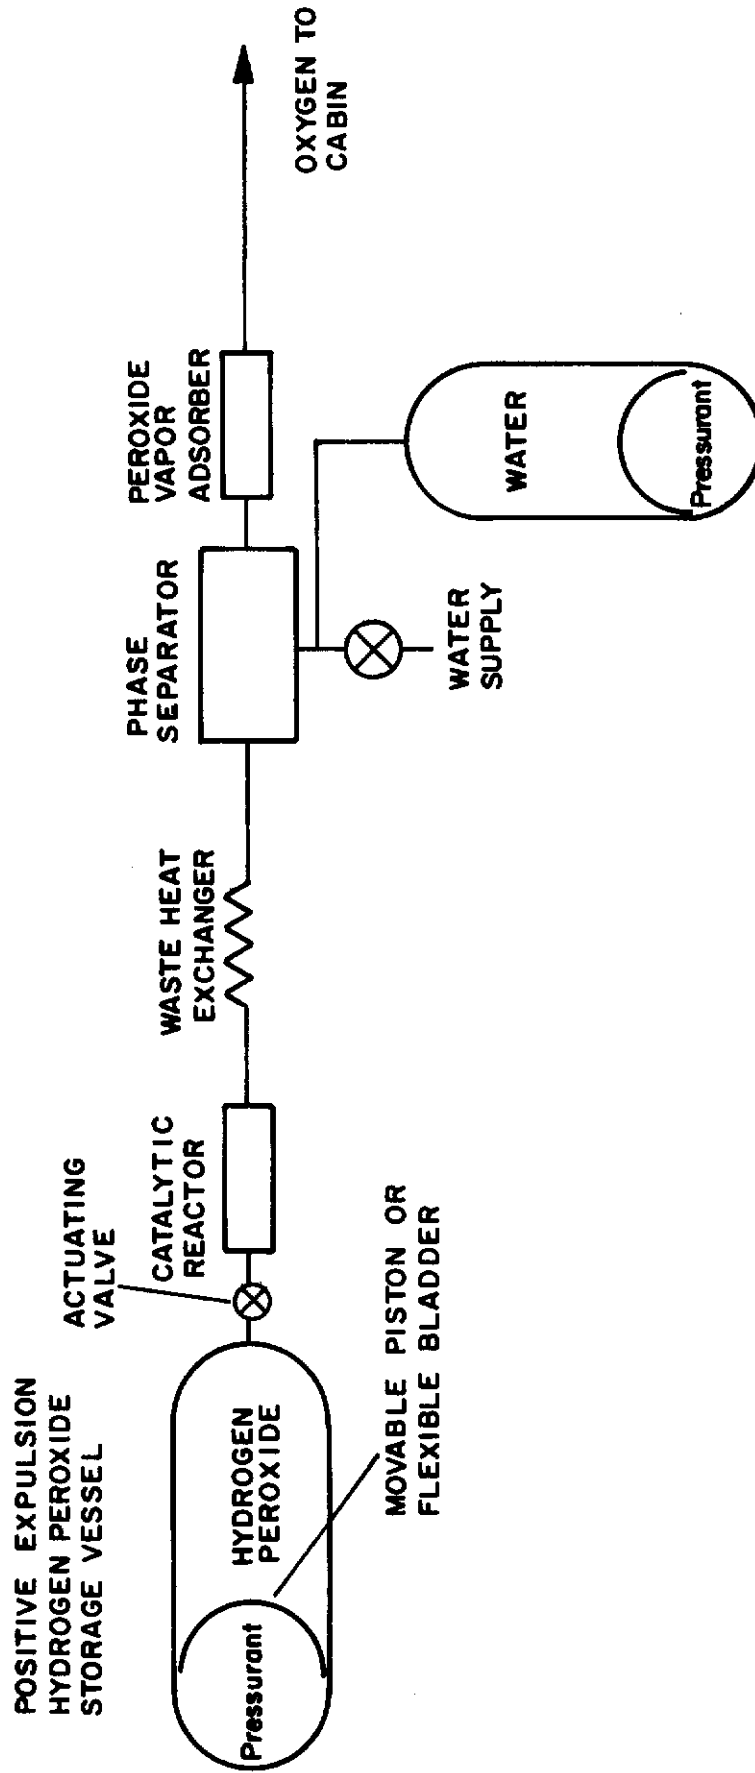 POSITIVE EXPULSION
HYDROGEN PEROXIDE
STORAGE VESSEL
ACTUATING
VALVE
CATALYTIC
REACTOR
WASTE HEAT
EXCHANGER
PHASE
SEPARATOR
PEROXIDE
VAPOR
ADSORBER
OXYGEN TO
CABIN
Pressurant
HYDROGEN
PEROXIDE
MOVABLE PISTON OR
FLEXIBLE BLADDER
WATER
SUPPLY
WATER
Pressurant